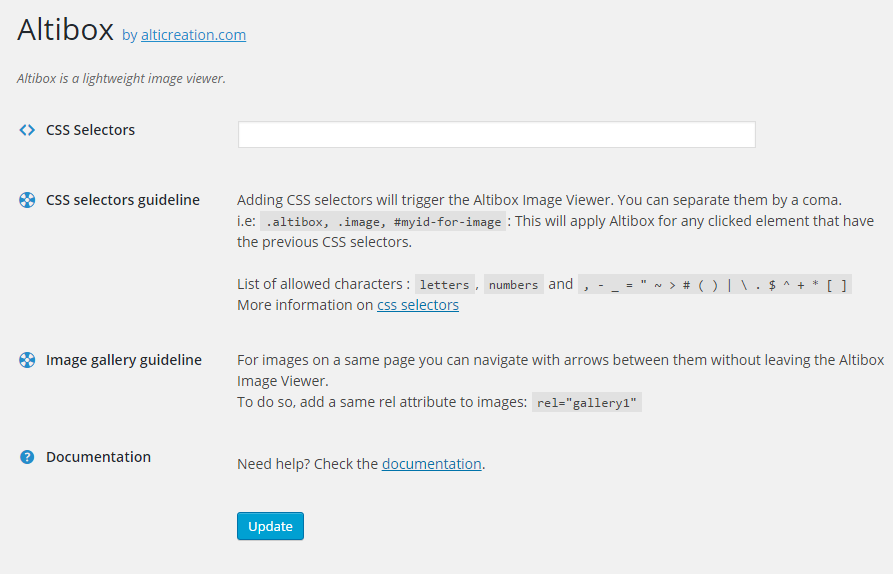 Altibox by alticreation.com
Altibox is a lightweight image viewer.
CSS Selectors
CSS selectors guideline
Adding CSS selectors will trigger the Altibox Image Viewer. You can separate them by a coma.
i.e: .altibox, .image, #myid-for-image : This will apply Altibox for any clicked element that have
the previous CSS selectors.
List of allowed characters : letters , numbers and , - _ = " ~ > # ( ) | \ . $ ^ + * [ ]
More information on css selectors
Image gallery guideline
For images on a same page you can navigate with arrows between them without leaving the Altibox
Image Viewer.
To do so, add a same rel attribute to images: rel="gallery1"
Documentation
Need help? Check the documentation.
Update